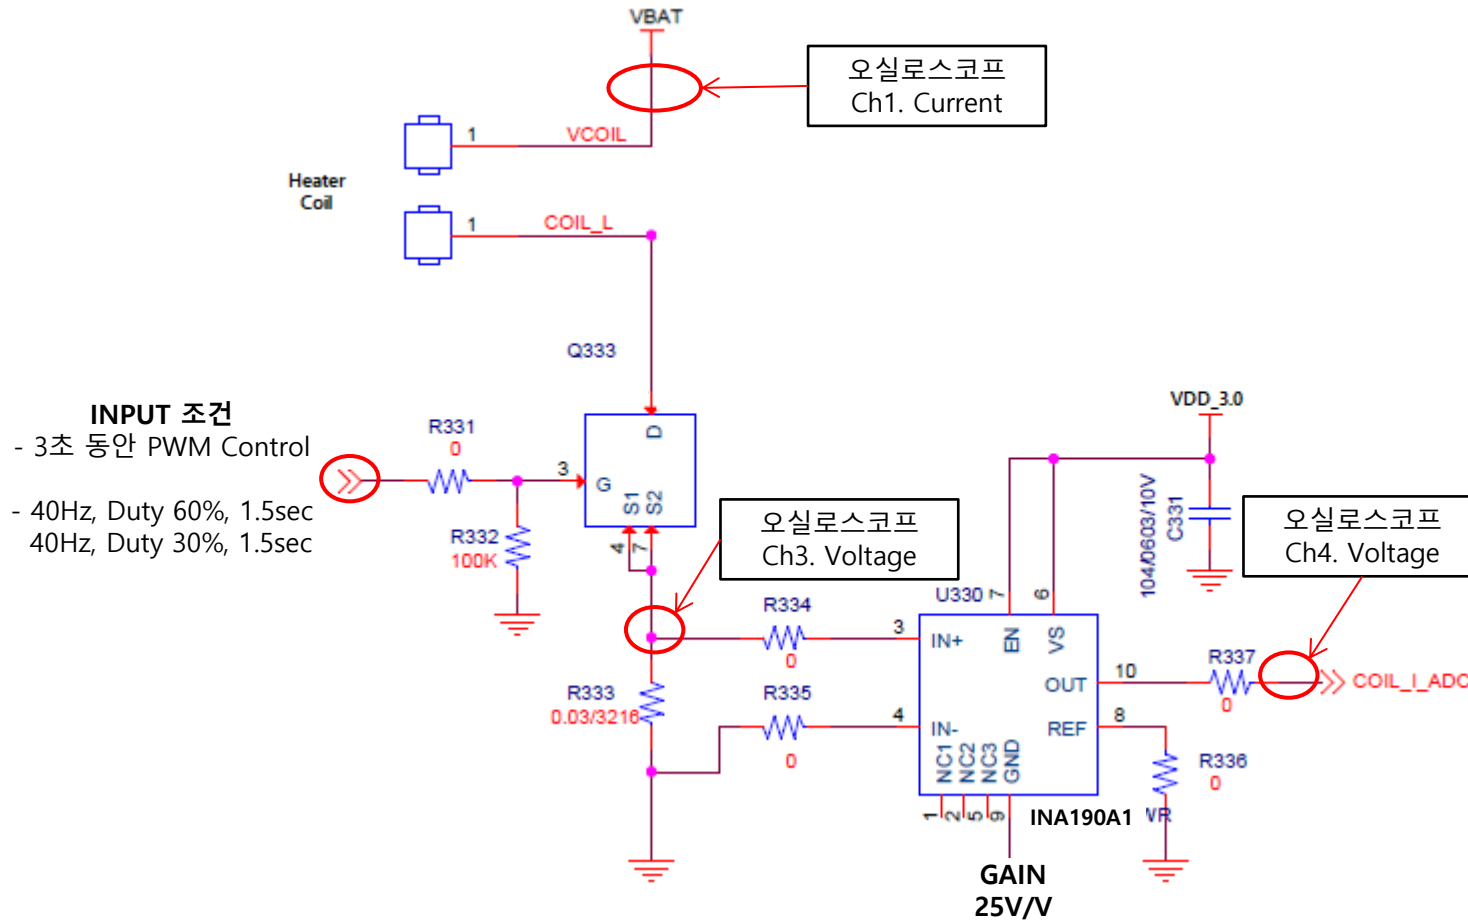 VBAT
오실로스코프
Ch1. Current
1
VCOIL
Heater
Coil
1
COIL_L
Q333
INPUT 조건
- 3초 동안 PWM Control
- 40Hz, Duty 60%, 1.5sec
40Hz, Duty 30%, 1.5sec
R331
0
3
G
D
S1
S2
4
7
R332
100K
오실로스코프
Ch3. Voltage
VDD_3.0
104/0603/10V
C331
오실로스코프
Ch4. Voltage
R334
0
R333
0.03/3216
R335
0
U330
7
6
3
IN+
EN
VS
OUT
10
R337
0
COIL_I_ADC
4
IN-
REF
8
R336
0
NC1
NC2
NC3
GND
1
2
5
9
INA190A1
WR
GAIN
25V/V